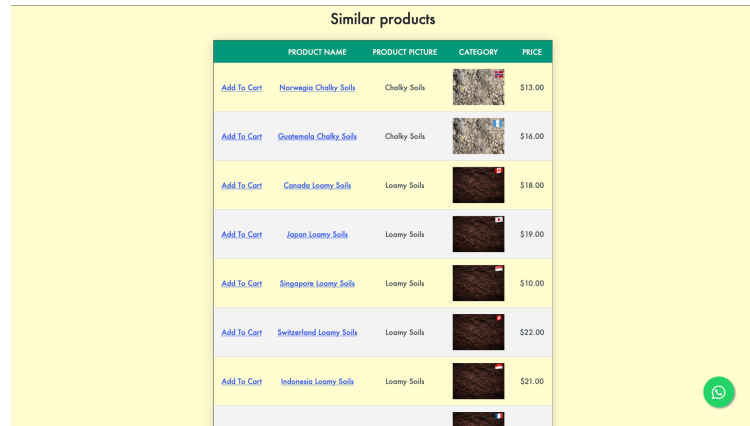 Similar products
PRODUCT NAME PRODUCT PICTURE CATEGORY PRICE
Add To Cart Norwegia Chalky Soils Chalky Soils $13.00
Add To Cart Guatemala Chalky Soils Chalky Soils $16.00
Add To Cart Canada Loamy Soils Loamy Soils $18.00
Add To Cart Japan Loamy Soils Loamy Soils $19.00
Add To Cart Singapore Loamy Soils Loamy Soils $10.00
Add To Cart Switzerland Loamy Soils Loamy Soils $22.00
Add To Cart Indonesia Loamy Soils Loamy Soils $21.00